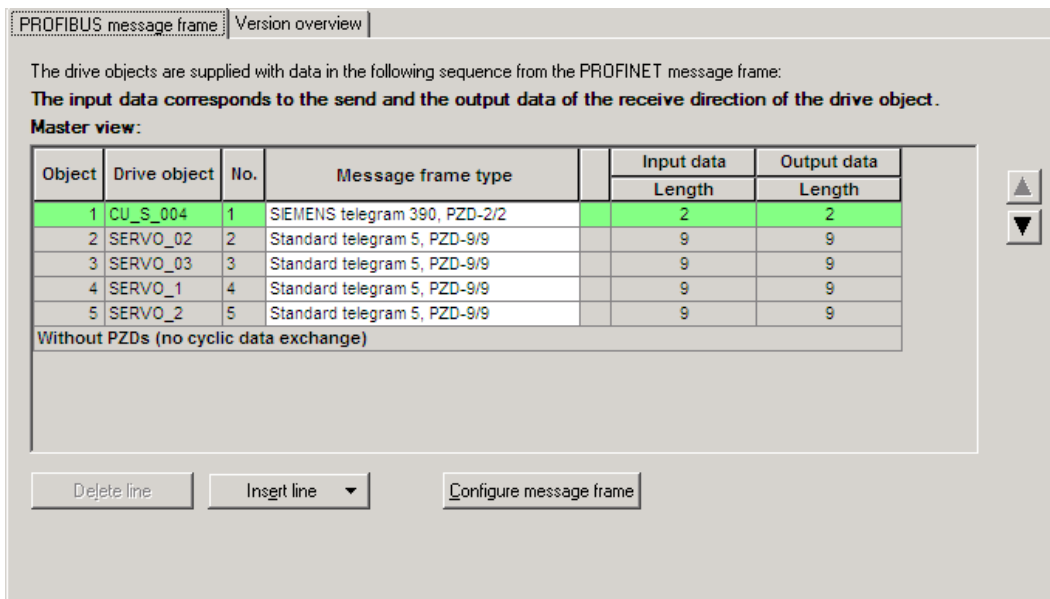 PROFIBUS message frame Version overview
The drive objects are supplied with data in the following sequence from the PROFINET message frame:
The input data corresponds to the send and the output data of the receive direction of the drive object.
Master view:
Object Drive object No. Message frame type Input data Output data
Length Length
1 CU_S_004 1 SIEMENS telegram 390, PZD-2/2 2 2
2 SERVO_02 2 Standard telegram 5, PZD-9/9 9 9
3 SERVO_03 3 Standard telegram 5, PZD-9/9 9 9
4 SERVO_1 4 Standard telegram 5, PZD-9/9 9 9
5 SERVO_2 5 Standard telegram 5, PZD-9/9 9 9
Without PZDs (no cyclic data exchange)
Delete line Insert line Configure message frame